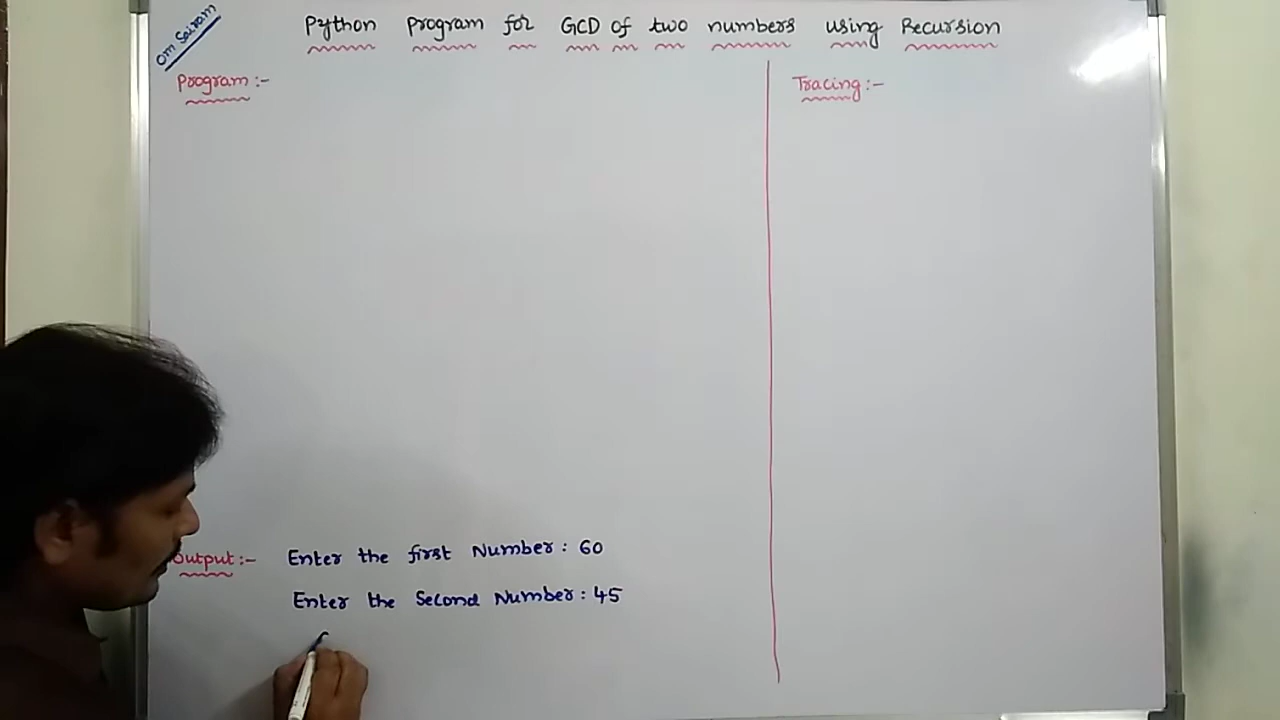 Om Sairam
Python Program for GCD of two numbers using Recursion
Program :-
Tracing :-
Output :- Enter the first Number : 60
Enter the Second Number : 45